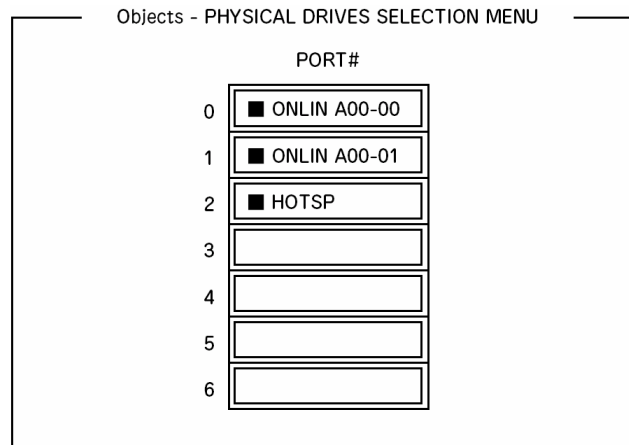 Objects - PHYSICAL DRIVES SELECTION MENU
PORT#
0 ■ ONLIN A00-00
1 ■ ONLIN A00-01
2 ■ HOTSP
3
4
5
6